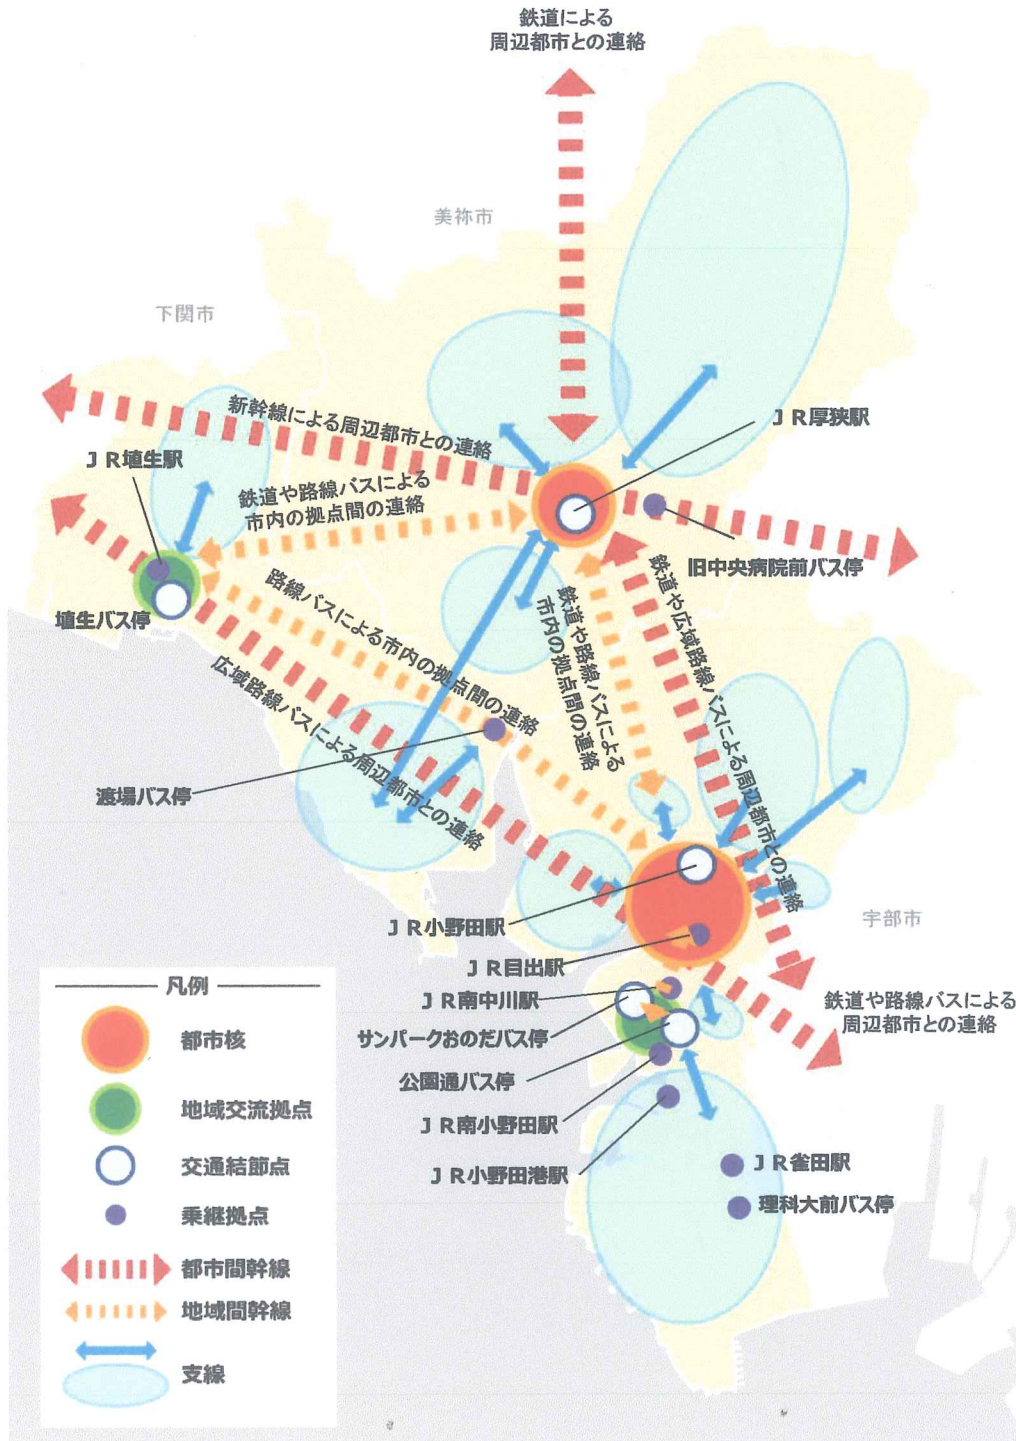 鉄道による
周辺都市との連絡
美祢市
下関市
新幹線による周辺都市との連絡
ＪＲ厚狭駅
ＪＲ埴生駅
鉄道や路線バスによる
市内の拠点間の連絡
旧中央病院前バス停
埴生バス停
路線バスによる市内の拠点間の連絡
広域路線バスによる周辺都市との連絡
鉄道や路線バスによる
市内の拠点間の連絡
鉄道や広域路線バスによる周辺都市との連絡
渡場バス停
ＪＲ小野田駅
宇部市
ＪＲ目出駅
ＪＲ南中川駅
鉄道や路線バスによる
周辺都市との連絡
サンパークおのだバス停
公園通バス停
ＪＲ南小野田駅
ＪＲ小野田港駅
ＪＲ雀田駅
理科大前バス停
凡例
都市核
地域交流拠点
交通結節点
乗継拠点
都市間幹線
地域間幹線
支線